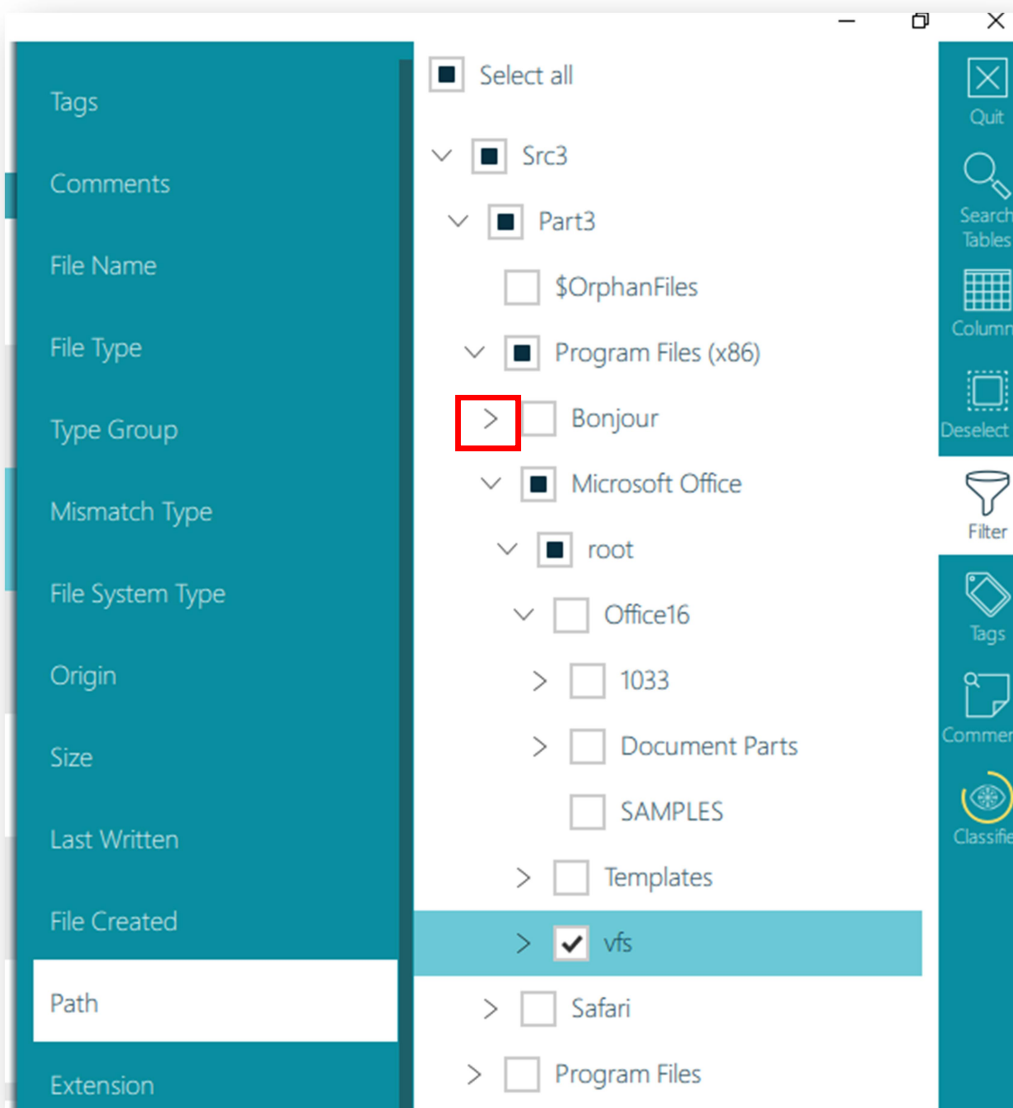 Tags
Comments
File Name
File Type
Type Group
Mismatch Type
File System Type
Origin
Size
Last Written
File Created
Path
Extension
Select all
Src3
Part3
$OrphanFiles
Program Files (x86)
Bonjour
Microsoft Office
root
Office16
1033
Document Parts
SAMPLES
Templates
vfs
Safari
Program Files
Quit
Search
Tables
Column
Deselect
Filter
Tags
Commen
Classifie